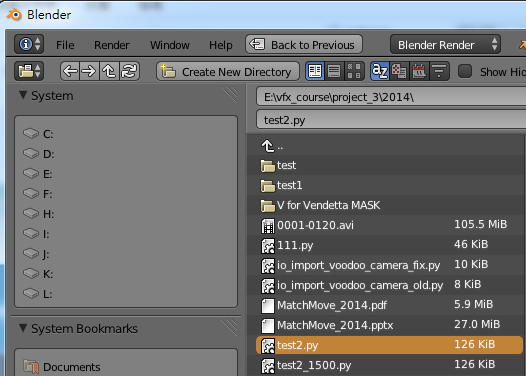 Blender
File Render Window Help Back to Previous Blender Render
Create New Directory Show Hid
System
E:\vfx_course\project_3\2014\
test2.py
C:
D:
E:
F:
H:
I:
J:
K:
L:
..
test
test1
V for Vendetta MASK
0001-0120.avi 105.5 MiB
111.py 46 KiB
io_import_voodoo_camera_fix.py 10 KiB
io_import_voodoo_camera_old.py 8 KiB
MatchMove_2014.pdf 5.9 MiB
MatchMove_2014.pptx 27.0 MiB
test2.py 126 KiB
test2_1500.py 126 KiB
System Bookmarks
Documents